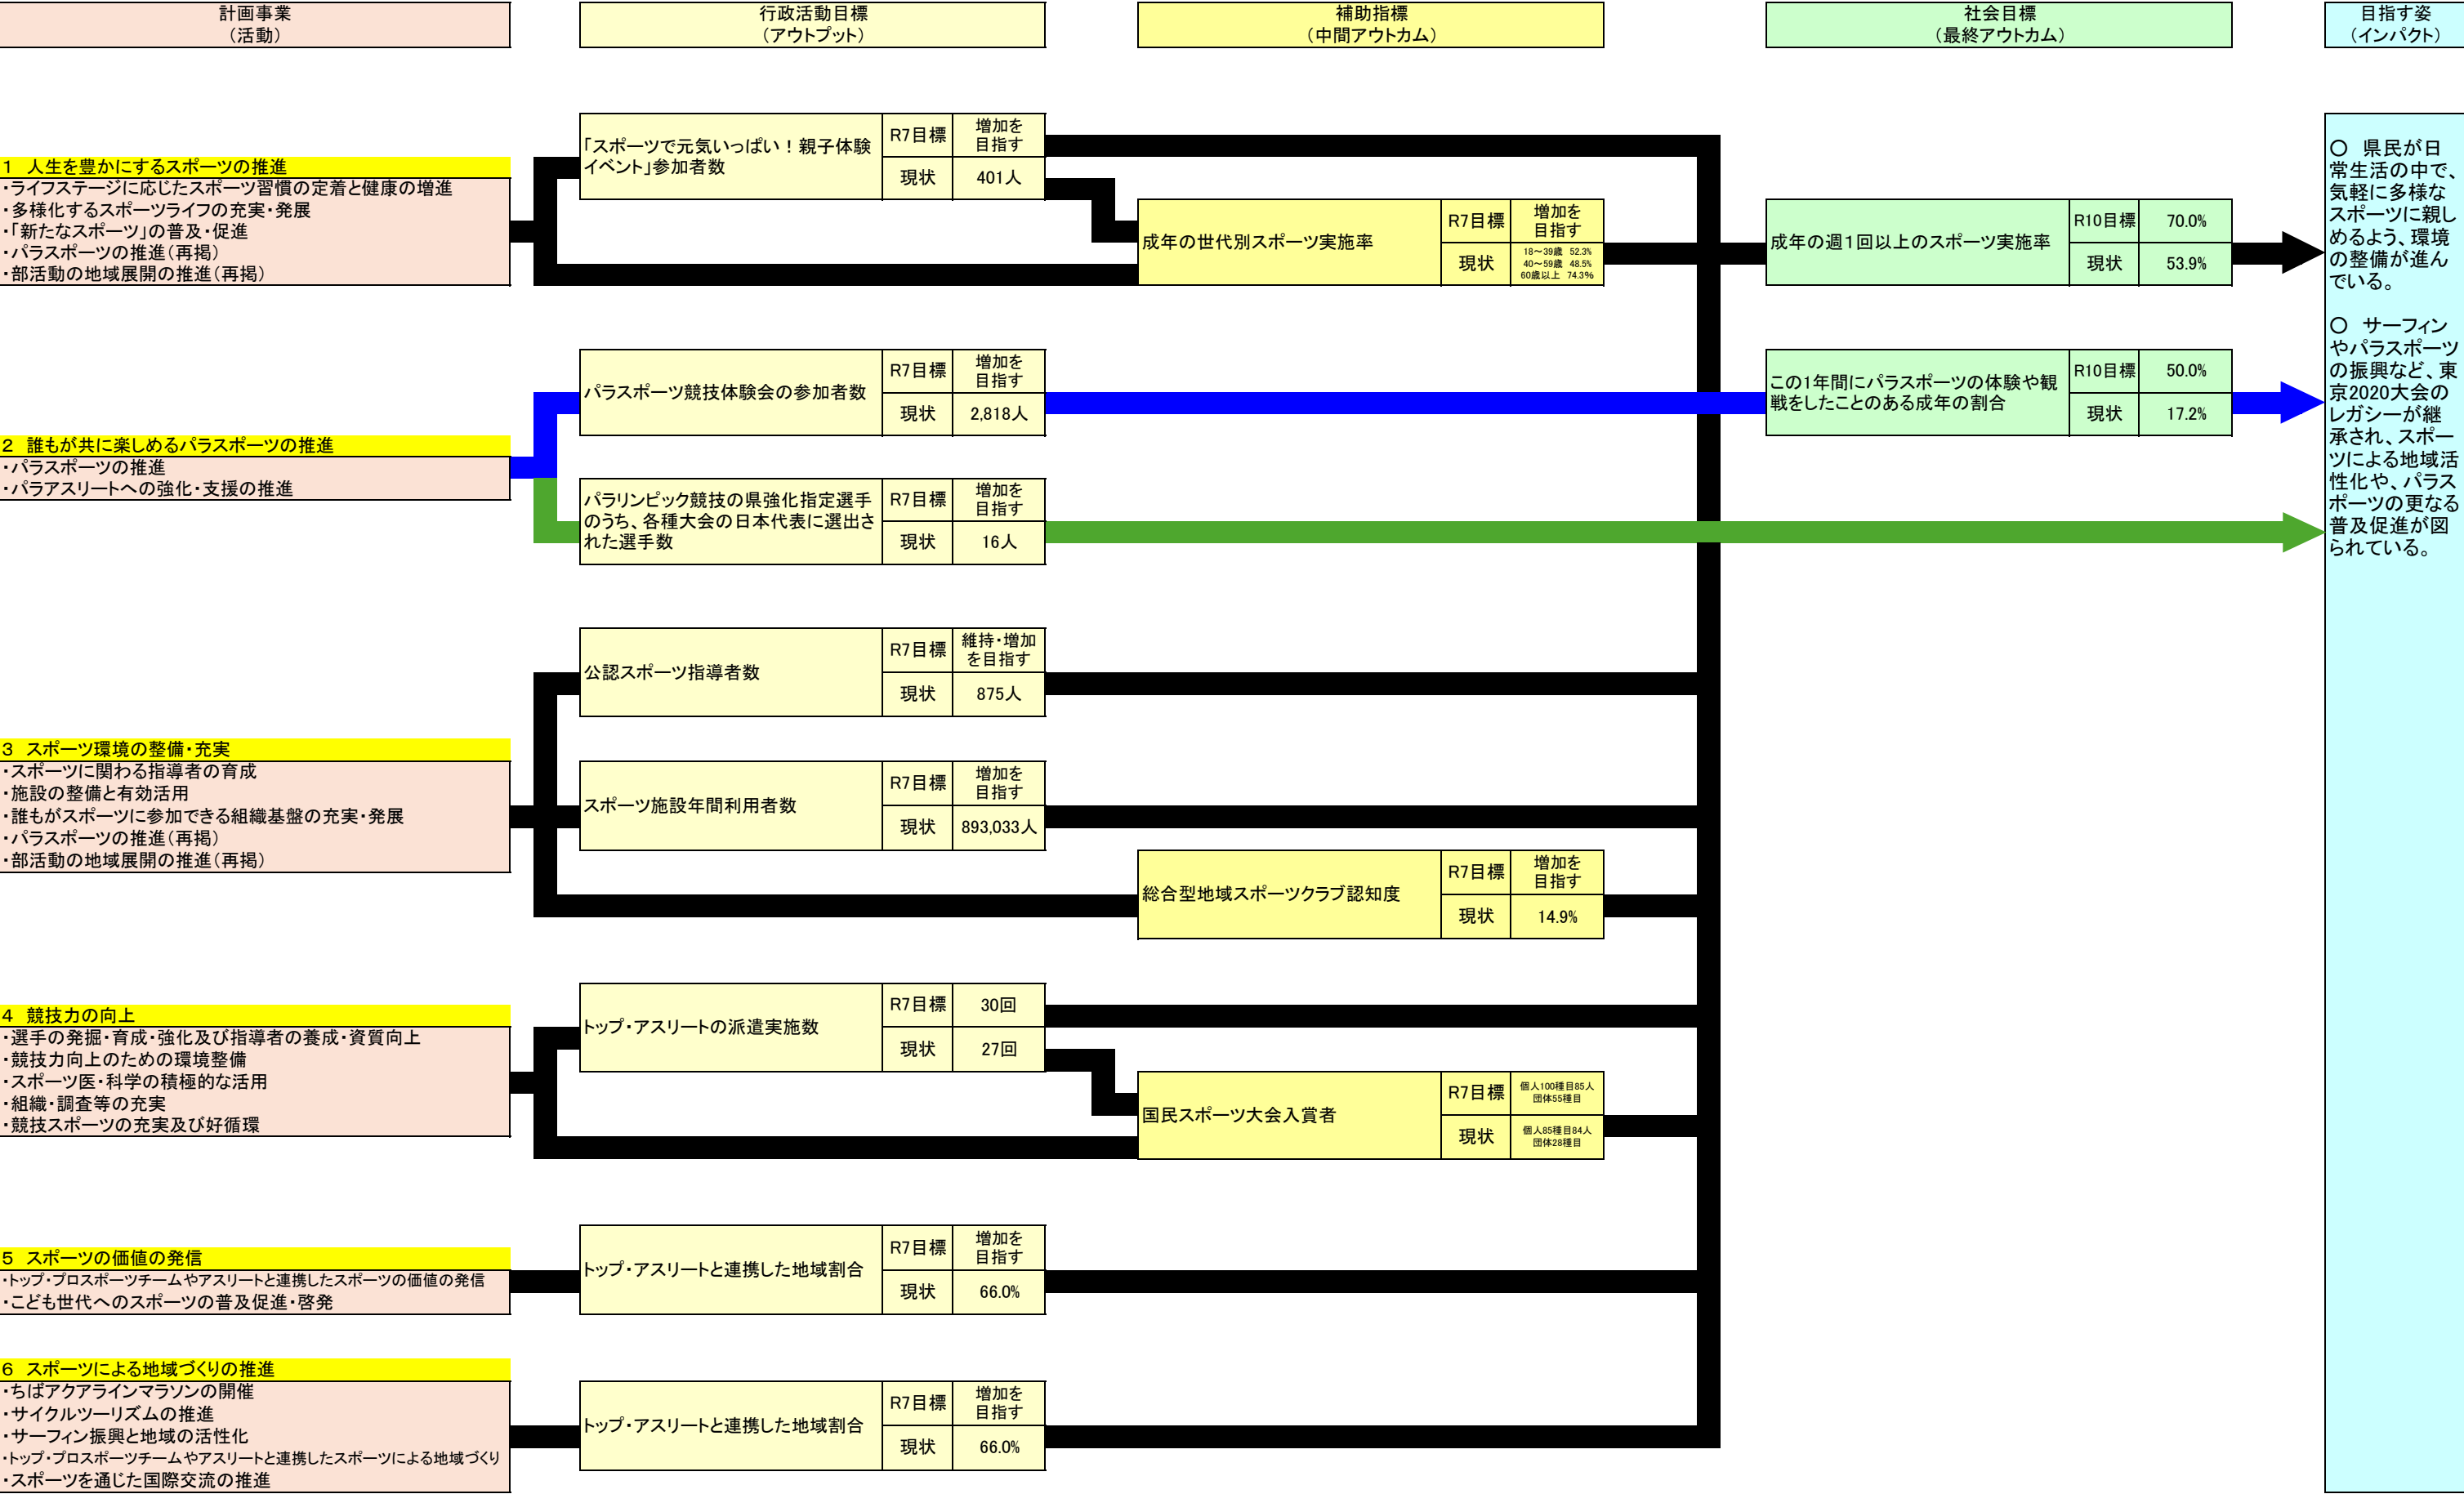 計画事業
（活動）
行政活動目標
（アウトプット）
補助指標
（中間アウトカム）
社会目標
（最終アウトカム）
目指す姿
（インパクト）
１　人生を豊かにするスポーツの推進
・ライフステージに応じたスポーツ習慣の定着と健康の増進
・多様化するスポーツライフの充実・発展
・「新たなスポーツ」の普及・促進
・パラスポーツの推進（再掲）
・部活動の地域展開の推進（再掲）
「スポーツで元気いっぱい！親子体験
イベント」参加者数
R7目標
増加を
目指す
現状
401人
成年の世代別スポーツ実施率
R7目標
増加を
目指す
現状
18～39歳 52.3%
40～59歳 48.5%
60歳以上 74.3%
成年の週１回以上のスポーツ実施率
R10目標
70.0%
現状
53.9%
２　誰もが共に楽しめるパラスポーツの推進
・パラスポーツの推進
・パラアスリートへの強化・支援の推進
パラスポーツ競技体験会の参加者数
R7目標
増加を
目指す
現状
2,818人
この1年間にパラスポーツの体験や観
戦をしたことのある成年の割合
R10目標
50.0%
現状
17.2%
パラリンピック競技の県強化指定選手
のうち、各種大会の日本代表に選出さ
れた選手数
R7目標
増加を
目指す
現状
16人
３　スポーツ環境の整備・充実
・スポーツに関わる指導者の育成
・施設の整備と有効活用
・誰もがスポーツに参加できる組織基盤の充実・発展
・パラスポーツの推進（再掲）
・部活動の地域展開の推進（再掲）
公認スポーツ指導者数
R7目標
維持・増加
を目指す
現状
875人
スポーツ施設年間利用者数
R7目標
増加を
目指す
現状
893,033人
総合型地域スポーツクラブ認知度
R7目標
増加を
目指す
現状
14.9%
４　競技力の向上
・選手の発掘・育成・強化及び指導者の養成・資質向上
・競技力向上のための環境整備
・スポーツ医・科学の積極的な活用
・組織・調査等の充実
・競技スポーツの充実及び好循環
トップ・アスリートの派遣実施数
R7目標
30回
現状
27回
国民スポーツ大会入賞者
R7目標
個人100種目85人
団体55種目
現状
個人85種目84人
団体28種目
５　スポーツの価値の発信
・トップ・プロスポーツチームやアスリートと連携したスポーツの価値の発信
・こども世代へのスポーツの普及促進・啓発
トップ・アスリートと連携した地域割合
R7目標
増加を
目指す
現状
66.0%
６　スポーツによる地域づくりの推進
・ちばアクアラインマラソンの開催
・サイクルツーリズムの推進
・サーフィン振興と地域の活性化
・トップ・プロスポーツチームやアスリートと連携したスポーツによる地域づくり
・スポーツを通じた国際交流の推進
トップ・アスリートと連携した地域割合
R7目標
増加を
目指す
現状
66.0%
○　県民が日
常生活の中で、
気軽に多様な
スポーツに親し
めるよう、環境
の整備が進ん
でいる。
○　サーフィン
やパラスポーツ
の振興など、東
京2020大会の
レガシーが継
承され、スポー
ツによる地域活
性化や、パラス
ポーツの更なる
普及促進が図
られている。